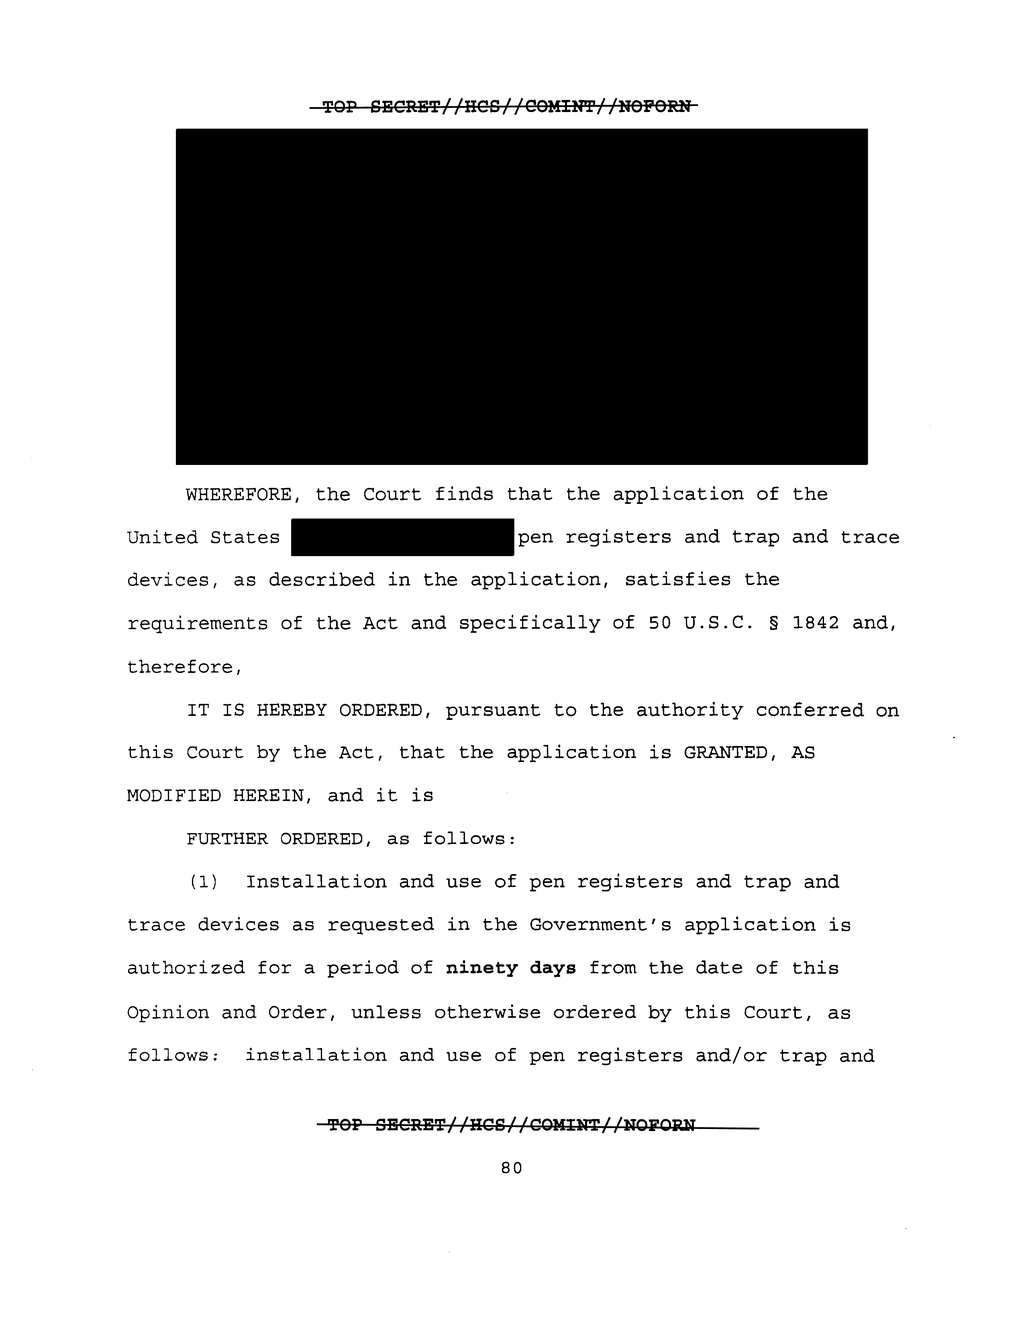 TOP SECRET//HCS//COMINT//NOFORN
WHEREFORE, the Court finds that the application of the
United States pen registers and trap and trace
devices, as described in the application, satisfies the
requirements of the Act and specifically of 50 U.S.C. § 1842 and,
therefore,
IT IS HEREBY ORDERED, pursuant to the authority conferred on
this Court by the Act, that the application is GRANTED, AS
MODIFIED HEREIN, and it is
FURTHER ORDERED, as follows:
(1) Installation and use of pen registers and trap and
trace devices as requested in the Government's application is
authorized for a period of ninety days from the date of this
Opinion and Order, unless otherwise ordered by this Court, as
follows: installation and use of pen registers and/or trap and
TOP SECRET//HCS//COMINT//NOFORN
80